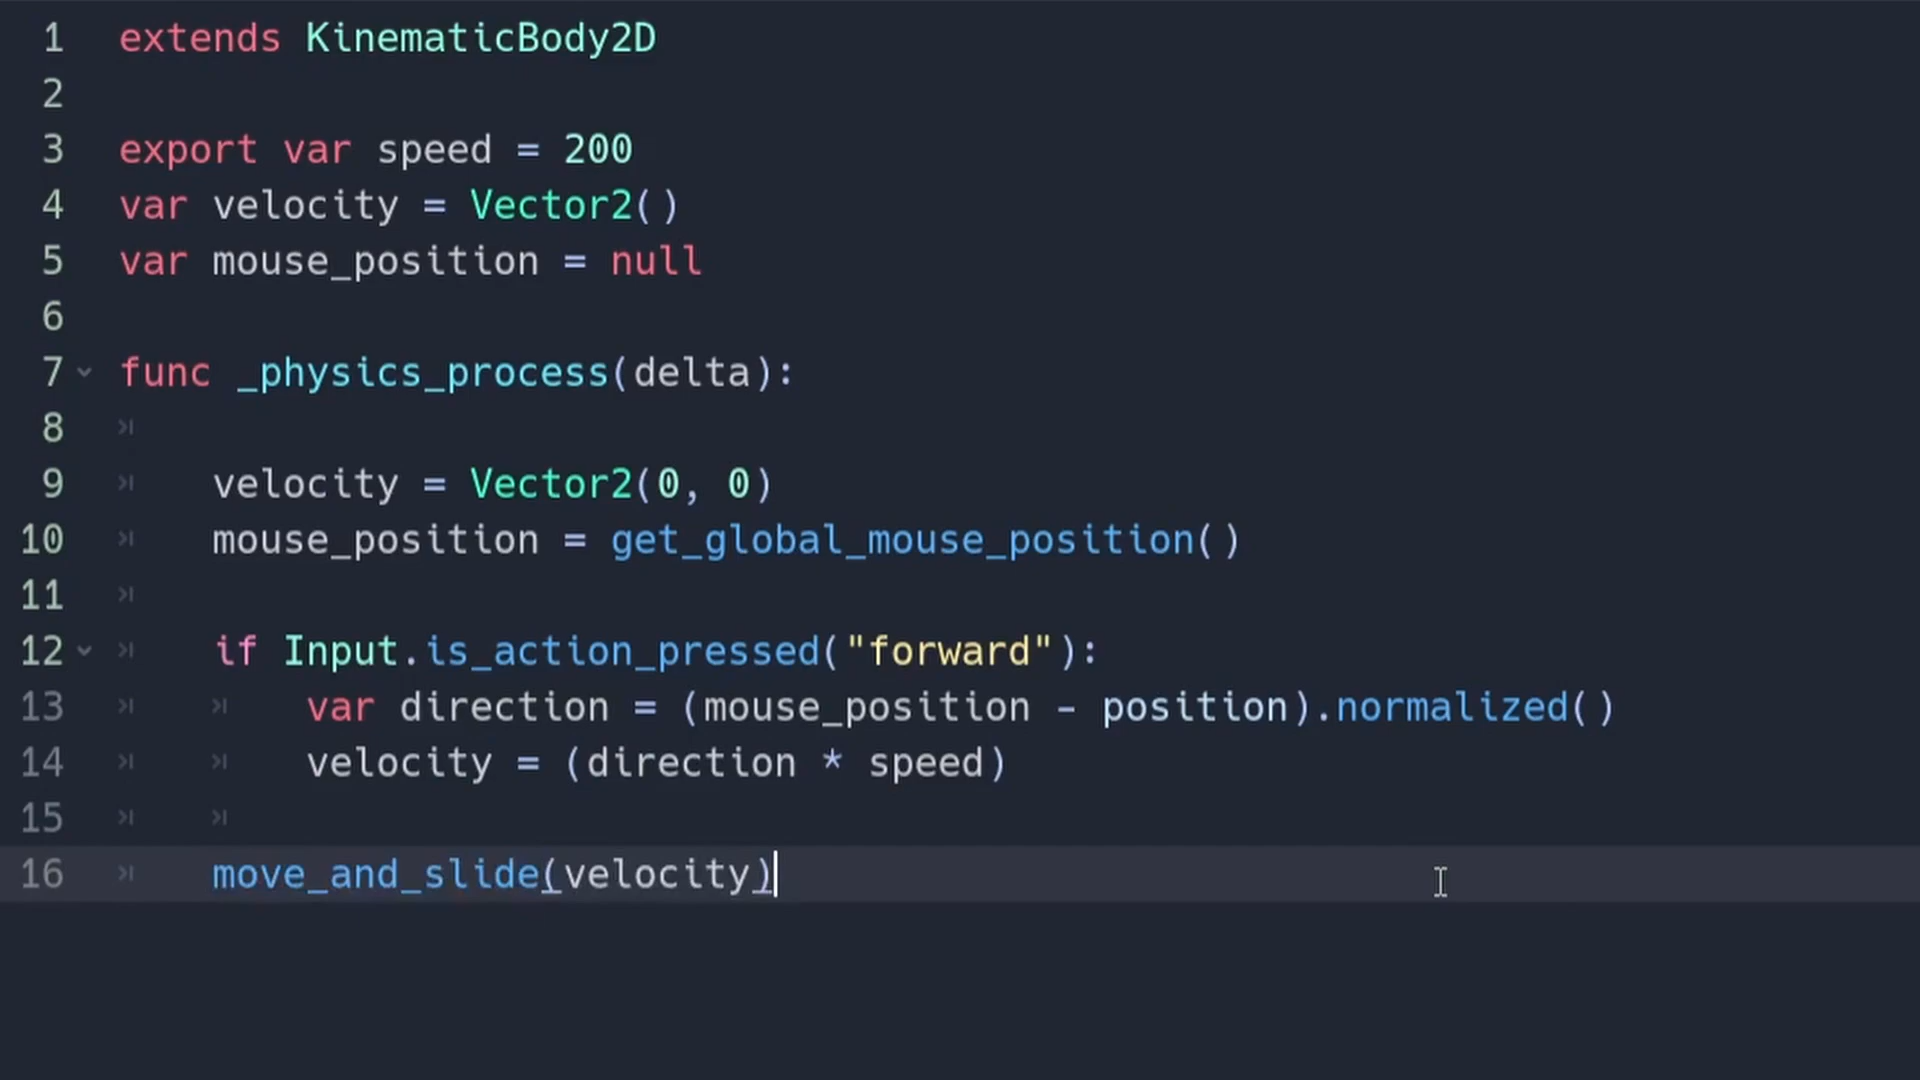 1 extends KinematicBody2D
2
3 export var speed = 200
4 var velocity = Vector2()
5 var mouse_position = null
6
7 func _physics_process(delta):
8
9 velocity = Vector2(0, 0)
10 mouse_position = get_global_mouse_position()
11
12 if Input.is_action_pressed("forward"):
13 var direction = (mouse_position - position).normalized()
14 velocity = (direction * speed)
15
16 move_and_slide(velocity)